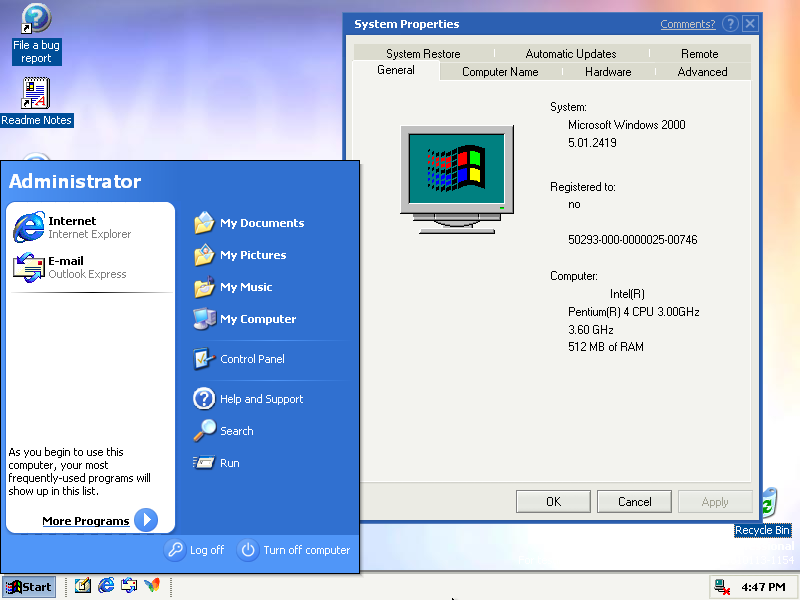 File a bug
report
Readme Notes
System Properties
Comments?
System Restore
Automatic Updates
Remote
General
Computer Name
Hardware
Advanced
System:
Microsoft Windows 2000
5.01.2419
Registered to:
no
50293-000-0000025-00746
Computer:
Intel(R)
Pentium(R) 4 CPU 3.00GHz
3.60 GHz
512 MB of RAM
OK
Cancel
Apply
Administrator
Internet
Internet Explorer
E-mail
Outlook Express
My Documents
My Pictures
My Music
My Computer
Control Panel
Help and Support
Search
Run
As you begin to use this
computer, your most
frequently-used programs will
show up in this list.
More Programs
Log off
Turn off computer
Recycle Bin
Start
4:47 PM